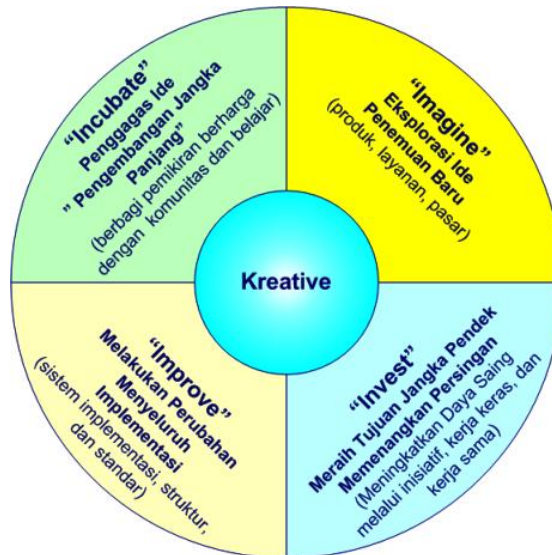 “Incubate”
Penggagas Ide
” Pengembangan Jangka
Panjang”
(berbagi pemikiran berharga
dengan komunitas dan belajar)
“Imagine”
Eksplorasi Ide
Penemuan Baru
(produk, layanan, pasar)
Kreative
“Improve”
Melakukan Perubahan
Menyeluruh
Implementasi
(sistem implementasi, struktur,
dan standar)
“Invest”
Meraih Tujuan Jangka Pendek
Memenangkan Persingan
(Meningkatkan Daya Saing
melalui inisiatif, kerja keras, dan
kerja sama)